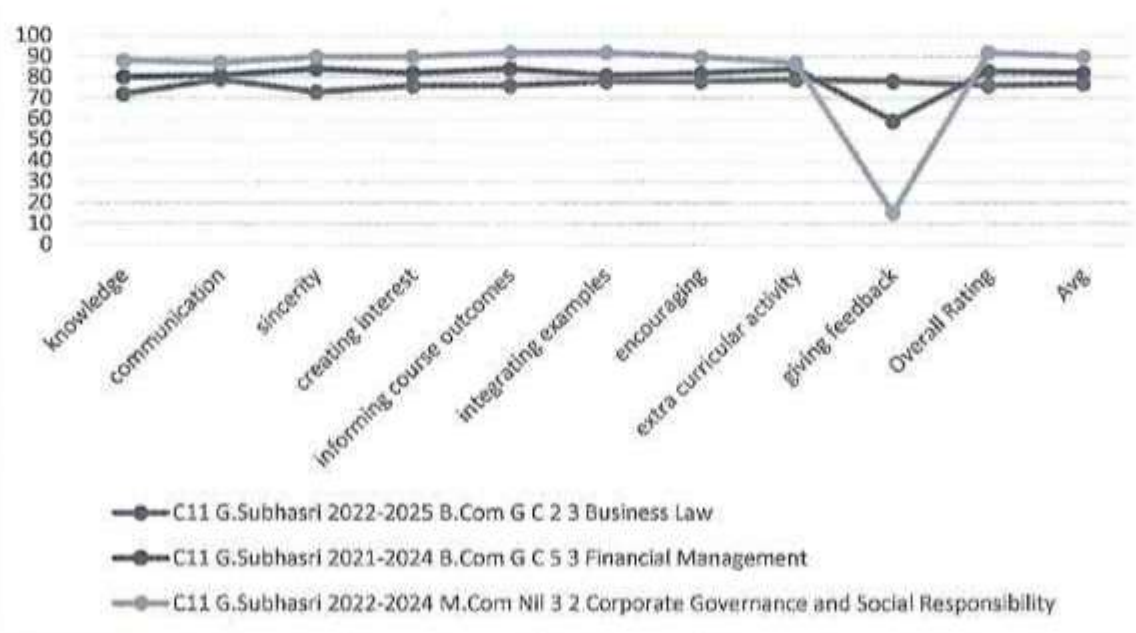 100
90
80
70
60
50
40
30
20
10
0
knowledge
communication
sincerity
creating interest
informing course outcomes
integrating examples
encouraging
extra curricular activity
giving feedback
Overall Rating
Avg
C11 G.Subhasri 2022-2025 B.Com G C 2 3 Business Law
C11 G.Subhasri 2021-2024 B.Com G C 5 3 Financial Management
C11 G.Subhasri 2022-2024 M.Com Nil 3 2 Corporate Governance and Social Responsibility